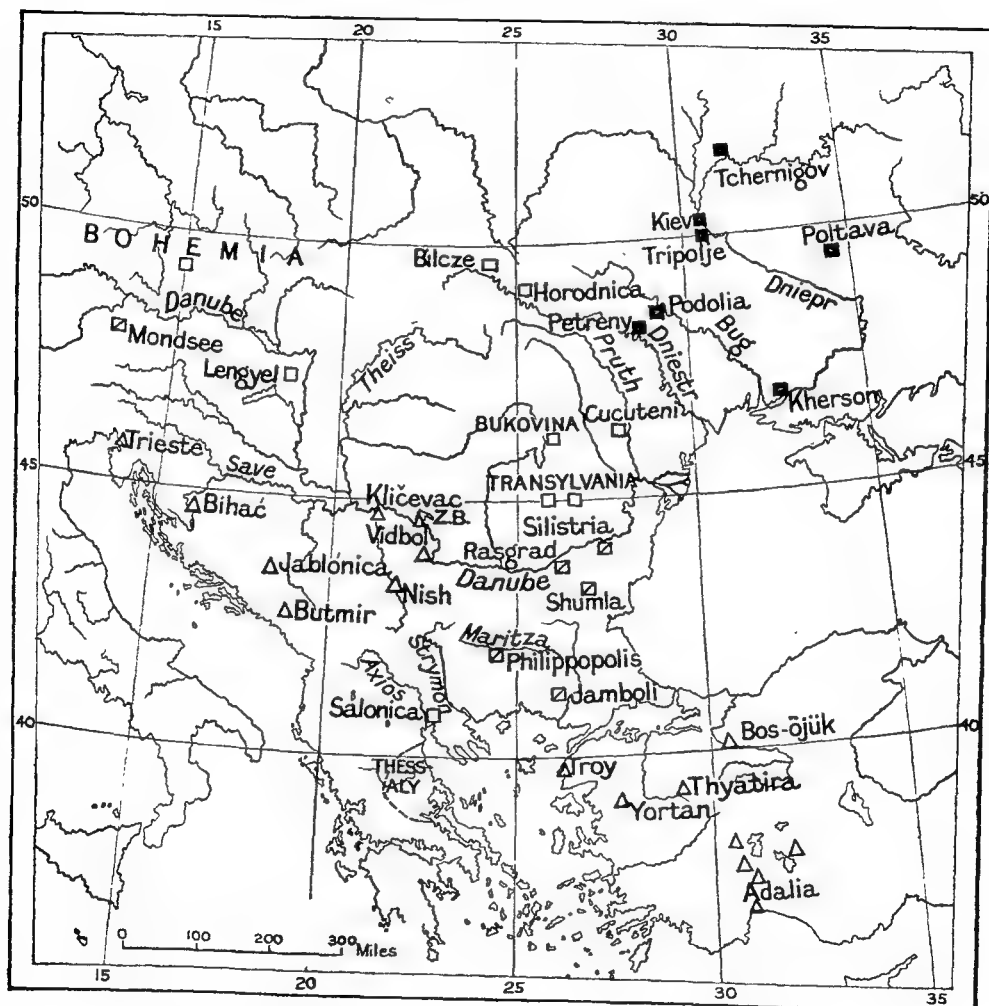 15
20
25
30
35
50
50
Tchernigov
Kiev
Poltava
Tripolje
BOHEMIA
Bilcze
Dniepr
Horodnica
Podolia
Danube
Petreny
Mondsee
Bug
Dniestr
Pruth
Theiss
Lengyel
Kherson
Cucuteni
BUKOVINA
Trieste
45
45
Save
TRANSYLVANIA
Bihać
Kličevac
Z.B.
Silistria
Vidbol
Rasgrad
Jablónica
Danube
Nish
Shumla
Butmir
Maritza
Strymon
Philippopolis
Axios
Jamboli
Salonica
40
40
Bos-öjük
THESS
ALY
Troy
Thyatira
Yortan
Adalia
0 100 200 300 Miles
15
20
25
30
35